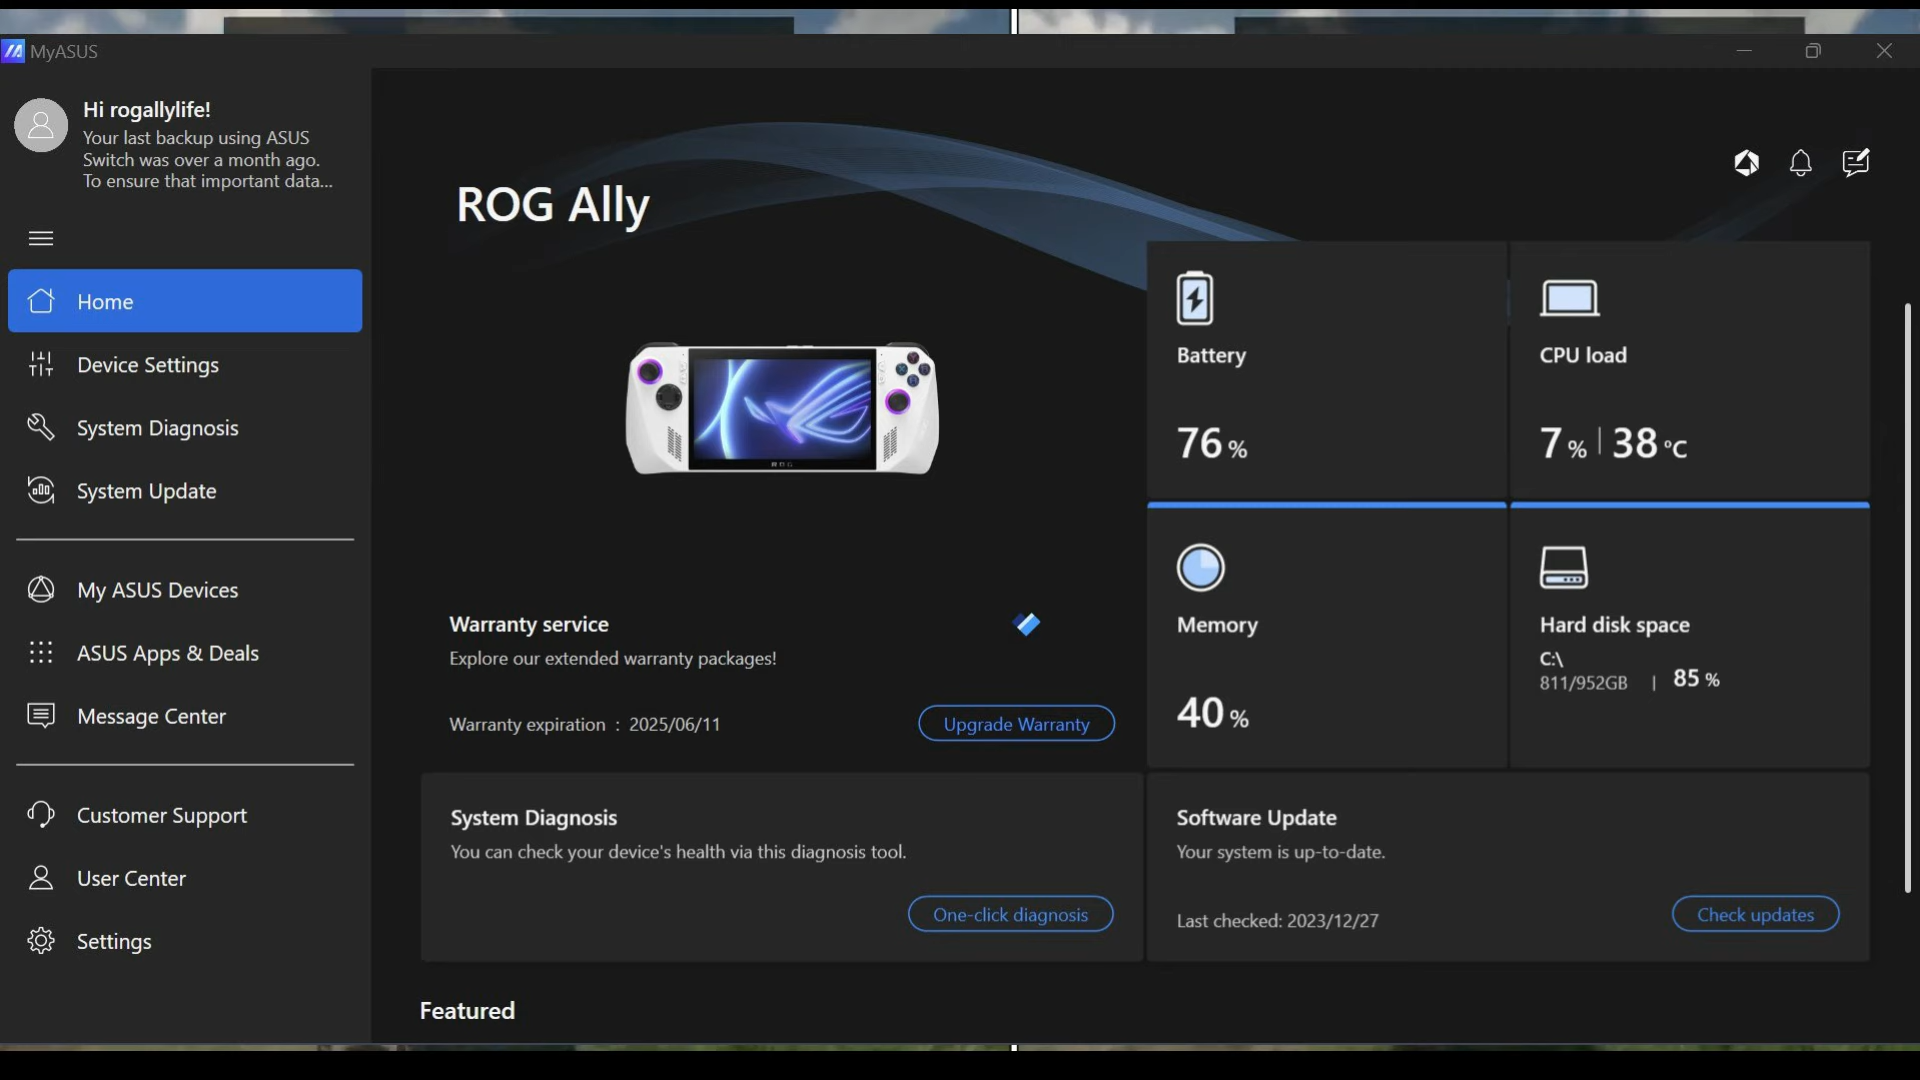 MyASUS
Hi rogallylife!
Your last backup using ASUS
Switch was over a month ago.
To ensure that important data...
Home
Device Settings
System Diagnosis
System Update
My ASUS Devices
ASUS Apps & Deals
Message Center
Customer Support
User Center
Settings
ROG Ally
ROG
Warranty service
Explore our extended warranty packages!
Warranty expiration : 2025/06/11
Upgrade Warranty
Battery
76 %
CPU load
7 % | 38 °C
Memory
40 %
Hard disk space
C:\
811/952GB | 85 %
System Diagnosis
You can check your device's health via this diagnosis tool.
One-click diagnosis
Software Update
Your system is up-to-date.
Last checked: 2023/12/27
Check updates
Featured